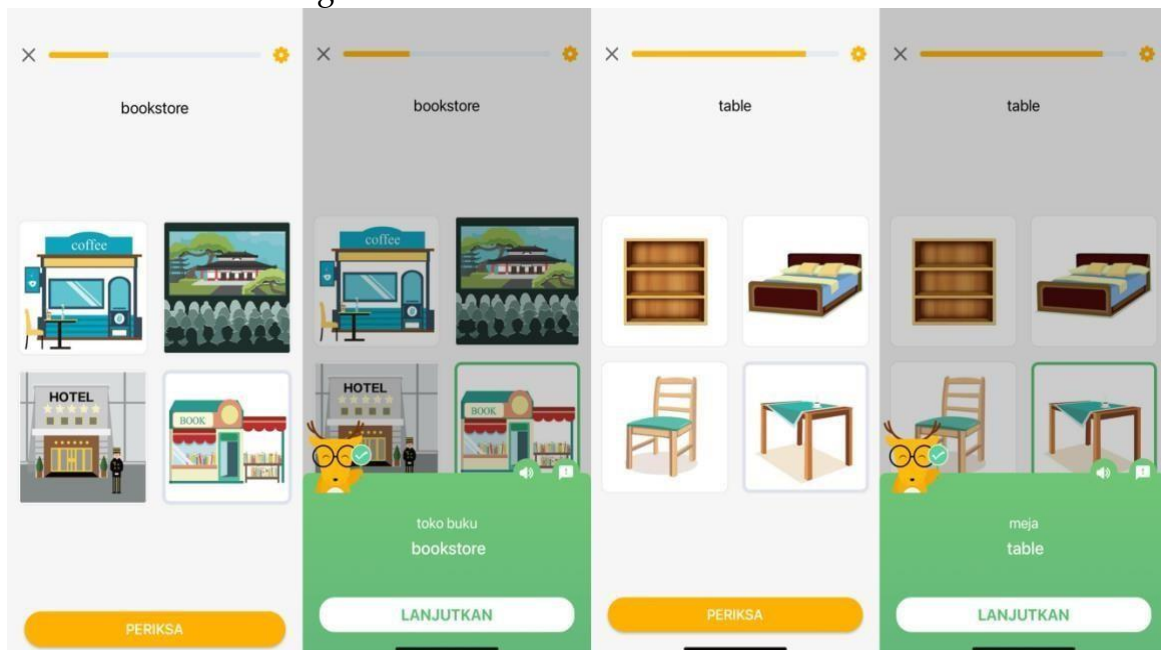 bookstore
coffee
HOTEL
BOOK
PERIKSA
bookstore
coffee
HOTEL
BOOK
toko buku
bookstore
LANJUTKAN
table
PERIKSA
table
meja
table
LANJUTKAN